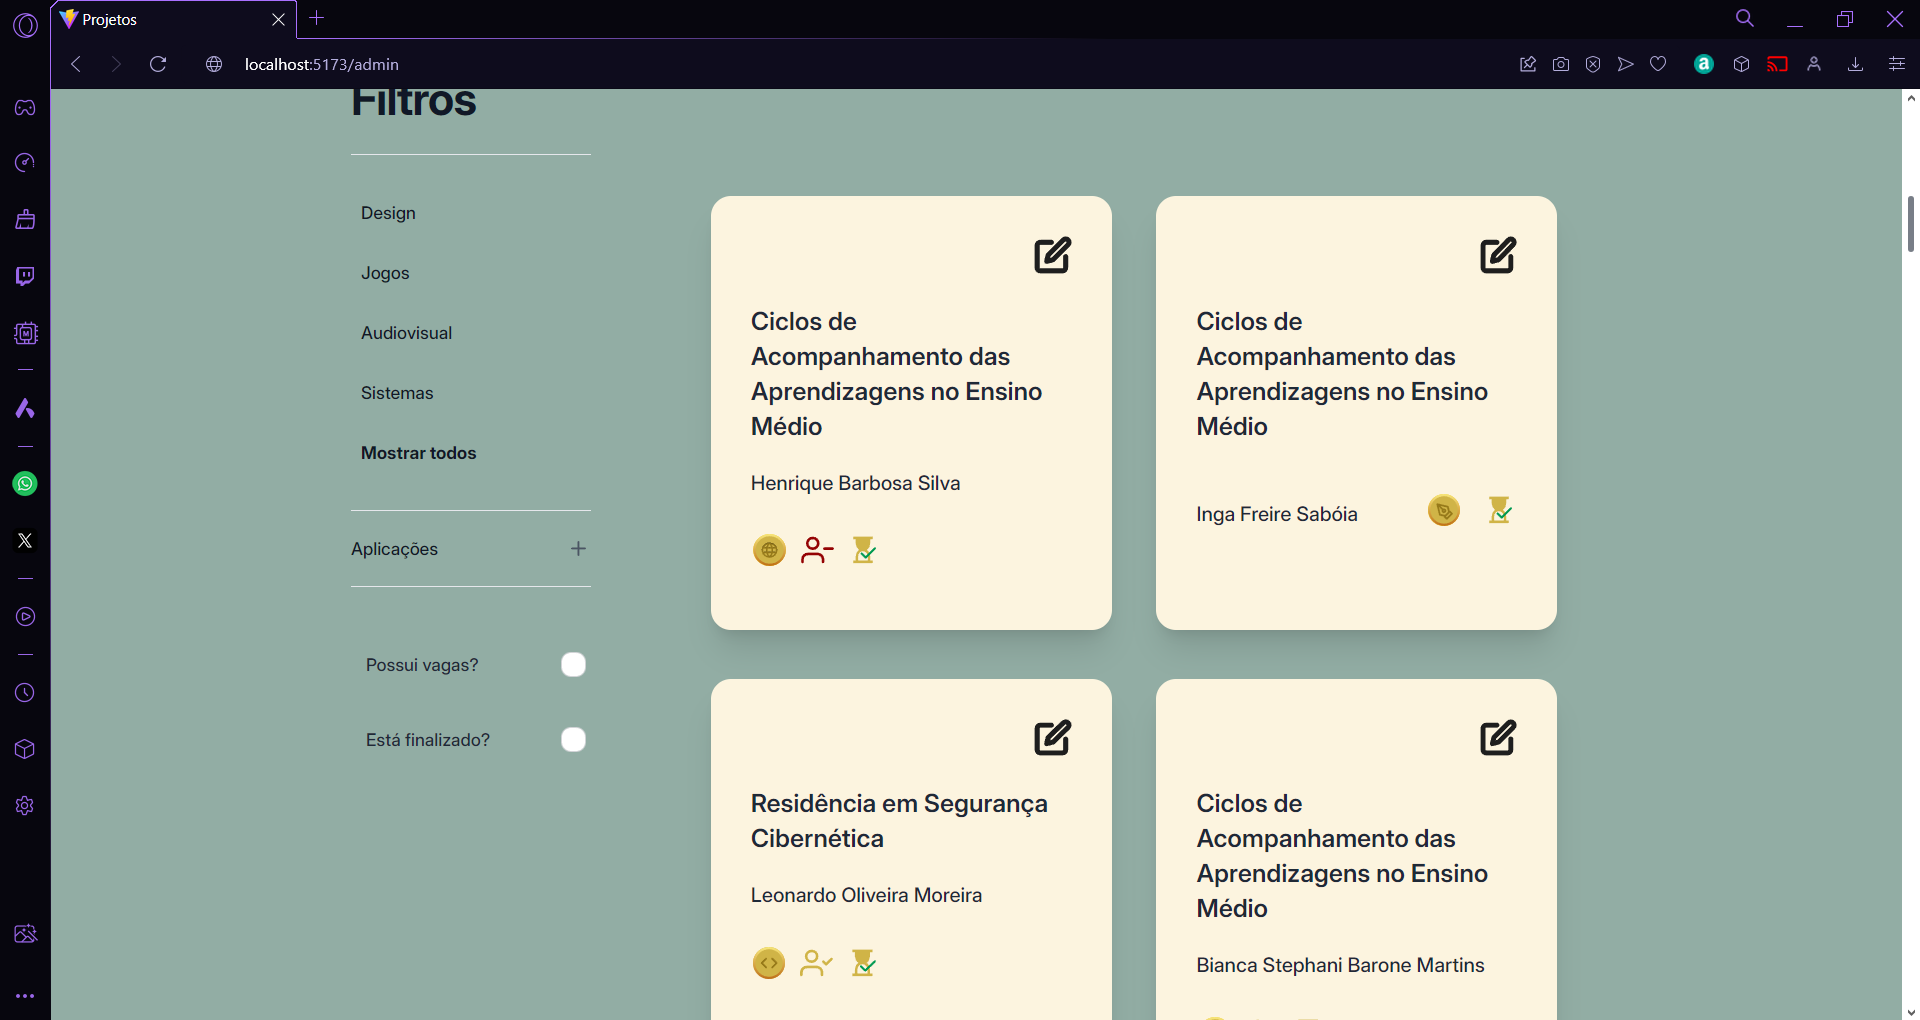 Projetos
localhost:5173/admin
Filtros
Design
Jogos
Audiovisual
Sistemas
Mostrar todos
Aplicações
Possui vagas?
Está finalizado?
Ciclos de
Acompanhamento das
Aprendizagens no Ensino
Médio
Henrique Barbosa Silva
Ciclos de
Acompanhamento das
Aprendizagens no Ensino
Médio
Inga Freire Sabóia
Residência em Segurança
Cibernética
Leonardo Oliveira Moreira
Ciclos de
Acompanhamento das
Aprendizagens no Ensino
Médio
Bianca Stephani Barone Martins